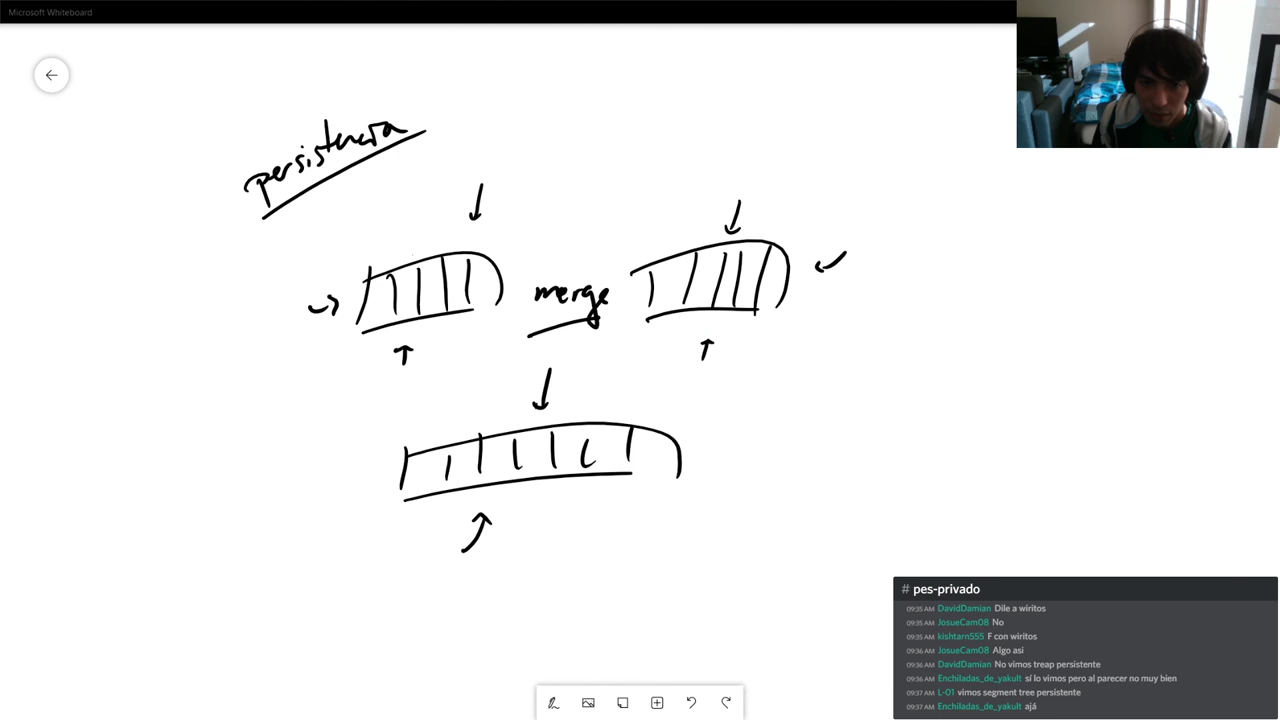 Microsoft Whiteboard
persistencia
merge
# pes-privado
09:35 AM DavidDamian Dile a wiritos
09:35 AM JosueCam08 No
09:35 AM kishtarn555 F con wiritos
09:36 AM JosueCam08 Algo asi
09:36 AM DavidDamian No vimos treap persistente
09:36 AM Enchiladas_de_yakult sí lo vimos pero al parecer no muy bien
09:37 AM L-01 vimos segment tree persistente
09:37 AM Enchiladas_de_yakult ajá